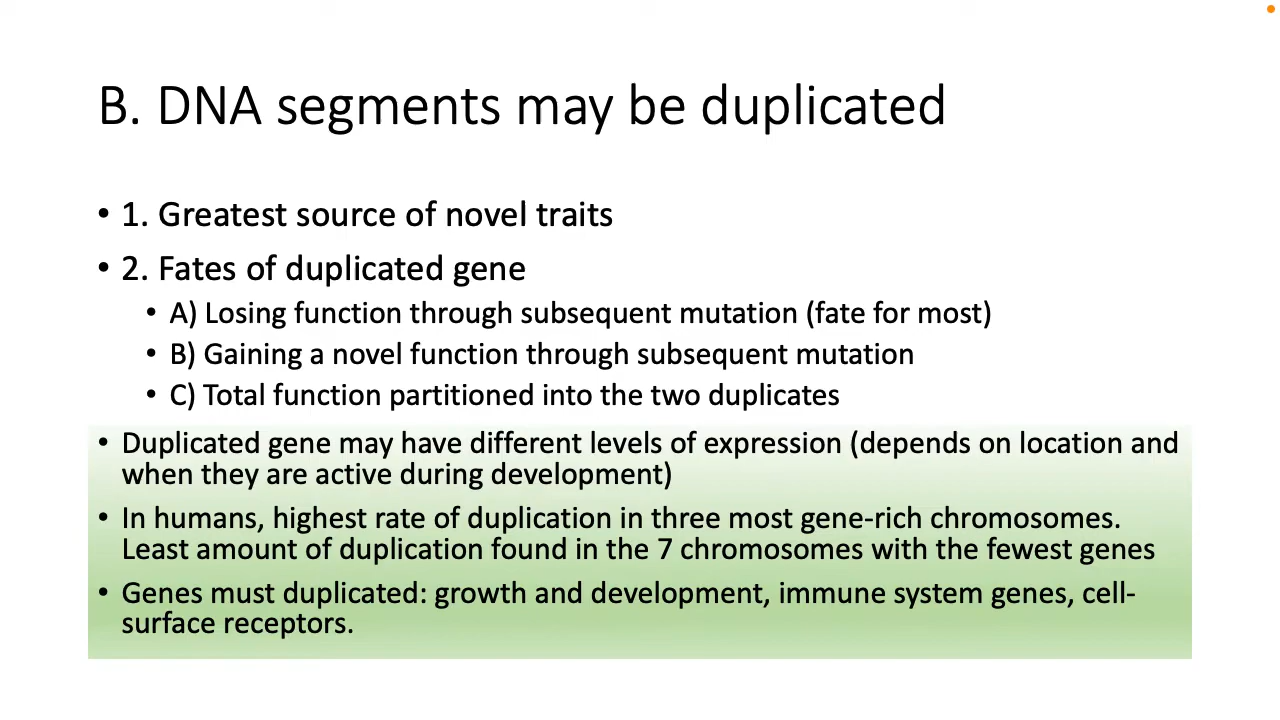 B. DNA segments may be duplicated
• 1. Greatest source of novel traits
• 2. Fates of duplicated gene
• A) Losing function through subsequent mutation (fate for most)
• B) Gaining a novel function through subsequent mutation
• C) Total function partitioned into the two duplicates
• Duplicated gene may have different levels of expression (depends on location and
when they are active during development)
• In humans, highest rate of duplication in three most gene-rich chromosomes.
Least amount of duplication found in the 7 chromosomes with the fewest genes
• Genes must duplicated: growth and development, immune system genes, cell-
surface receptors.